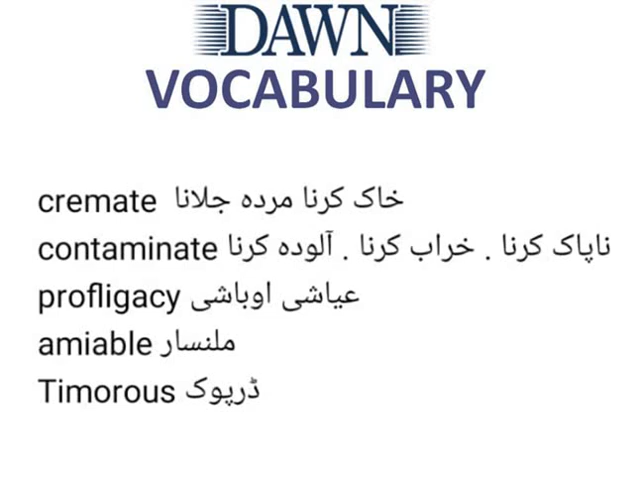 DAWN
VOCABULARY
cremate خاک کرنا مردہ جلانا
contaminate ناپاک کرنا . خراب کرنا . آلودہ کرنا
profligacy عیاشی اوباشی
amiable ملنسار
Timorous ڈرپوک